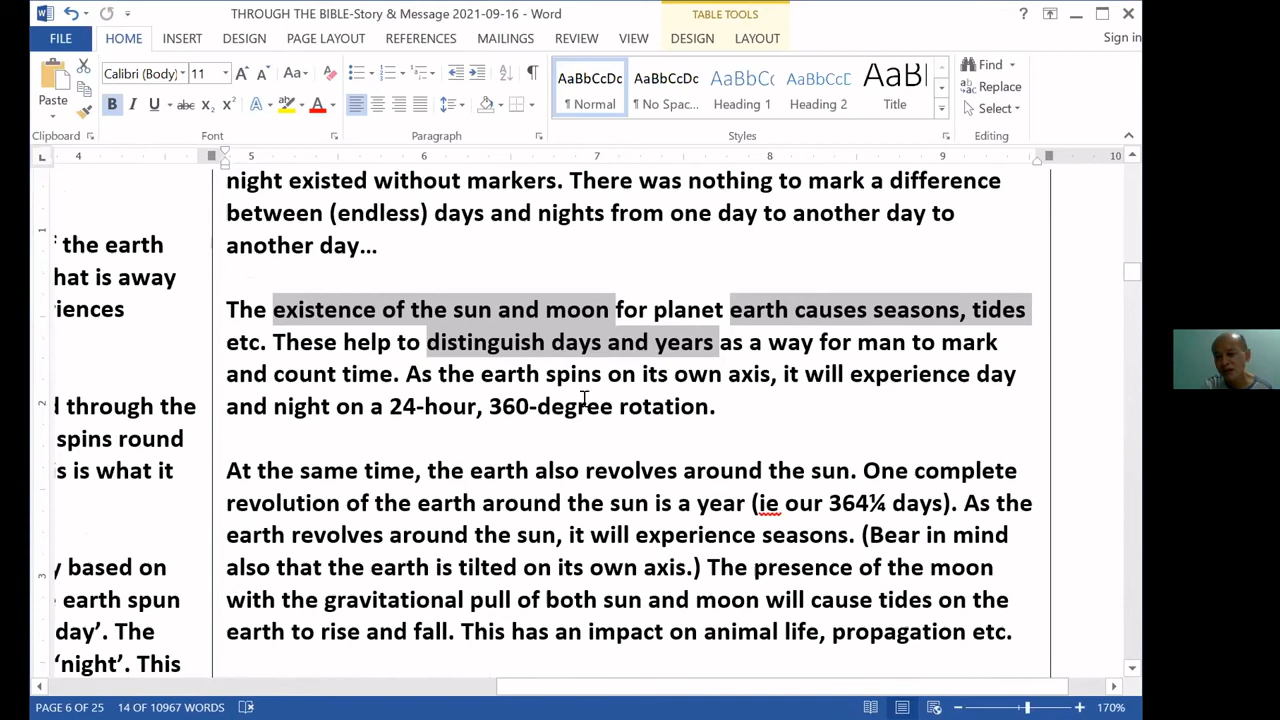 THROUGH THE BIBLE-Story & Message 2021-09-16 - Word
TABLE TOOLS
Sign in
FILE HOME INSERT DESIGN PAGE LAYOUT REFERENCES MAILINGS REVIEW VIEW DESIGN LAYOUT
Calibri (Body) 11
Paste
AaBbCcDc AaBbCcDc AaBbCc AaBbCcC AaBl
¶ Normal ¶ No Spac... Heading 1 Heading 2 Title
Find
Replace
Select
Clipboard Font Paragraph Styles Editing
4 5 6 7 8 9 10
night existed without markers. There was nothing to mark a difference
between (endless) days and nights from one day to another day to
another day…
The existence of the sun and moon for planet earth causes seasons, tides
etc. These help to distinguish days and years as a way for man to mark
and count time. As the earth spins on its own axis, it will experience day
and night on a 24-hour, 360-degree rotation.
At the same time, the earth also revolves around the sun. One complete
revolution of the earth around the sun is a year (ie our 364¼ days). As the
earth revolves around the sun, it will experience seasons. (Bear in mind
also that the earth is tilted on its own axis.) The presence of the moon
with the gravitational pull of both sun and moon will cause tides on the
earth to rise and fall. This has an impact on animal life, propagation etc.
the earth
hat is away
iences
through the
spins round
s is what it
based on
earth spun
day’. The
‘night’. This
PAGE 6 OF 25 14 OF 10967 WORDS
170%